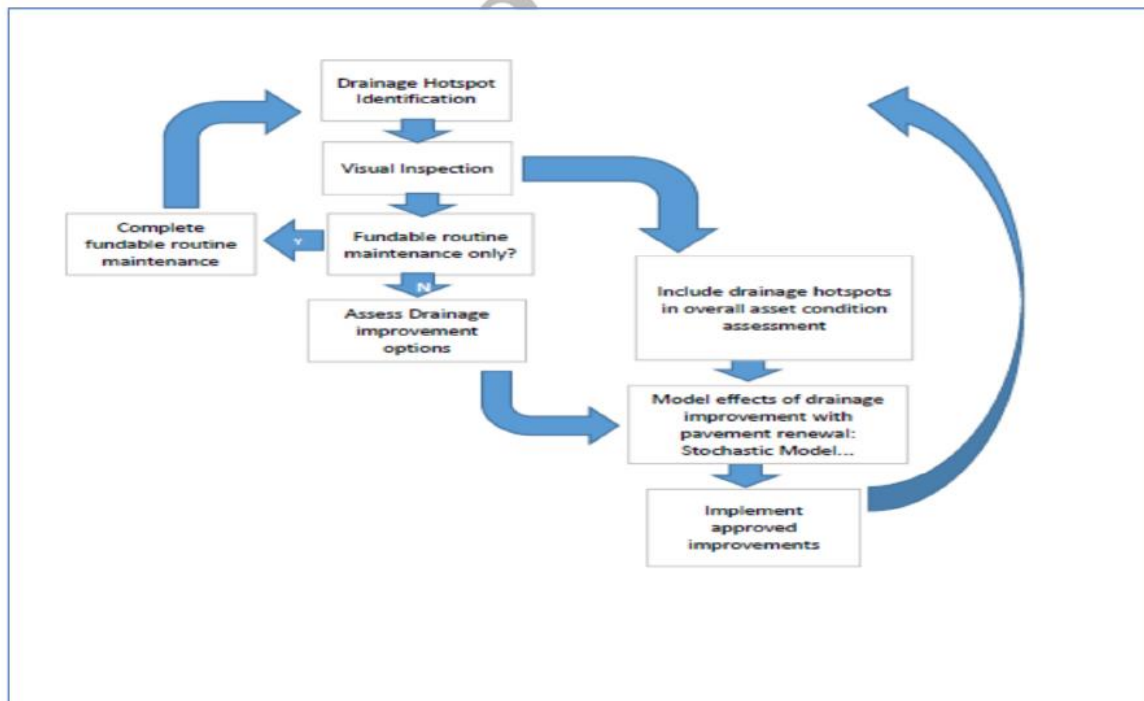 Drainage Hotspot
Identification
Visual Inspection
Fundable routine
maintenance only?
Y
Complete
fundable routine
maintenance
N
Assess Drainage
improvement
options
Include drainage hotspots
in overall asset condition
assessment
Model effects of drainage
improvement with
pavement renewal:
Stochastic Model...
Implement
approved
improvements